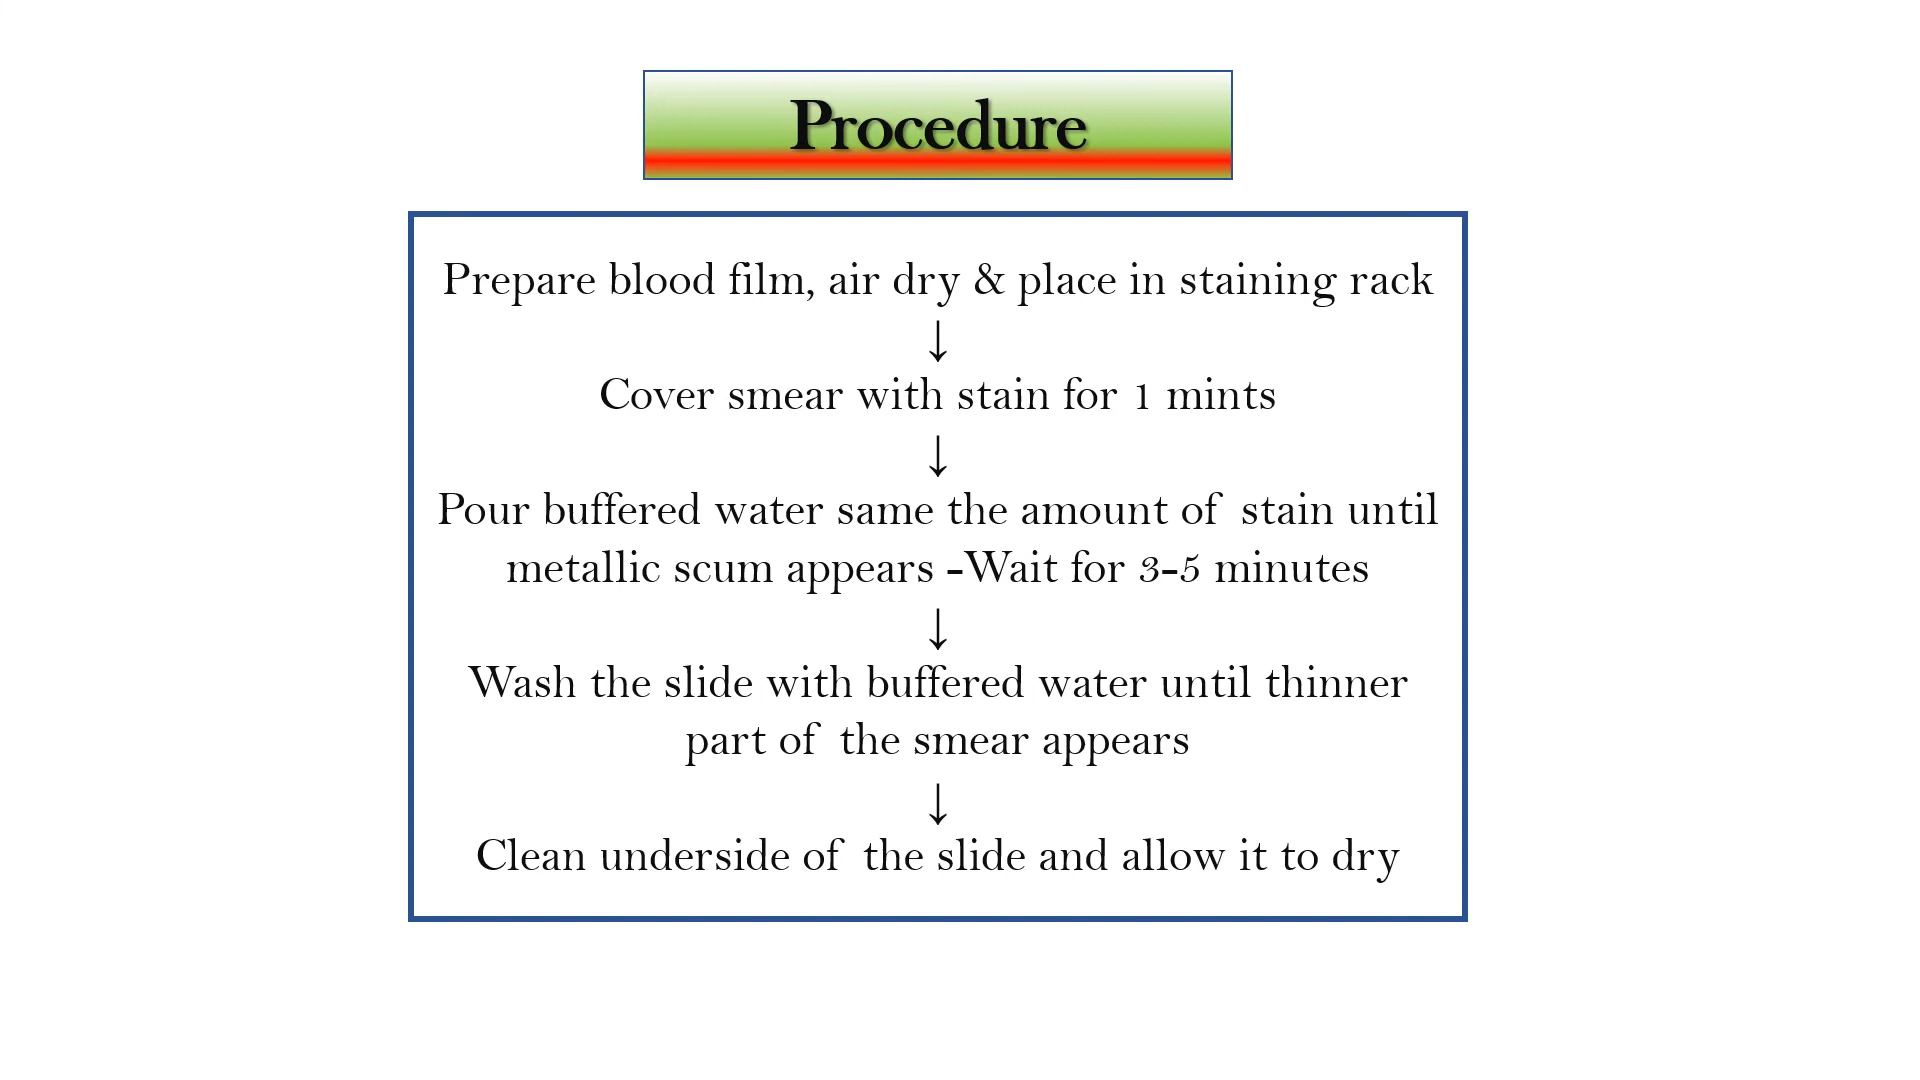 Procedure
Prepare blood film, air dry & place in staining rack
↓
Cover smear with stain for 1 mints
↓
Pour buffered water same the amount of stain until
metallic scum appears -Wait for 3-5 minutes
↓
Wash the slide with buffered water until thinner
part of the smear appears
↓
Clean underside of the slide and allow it to dry